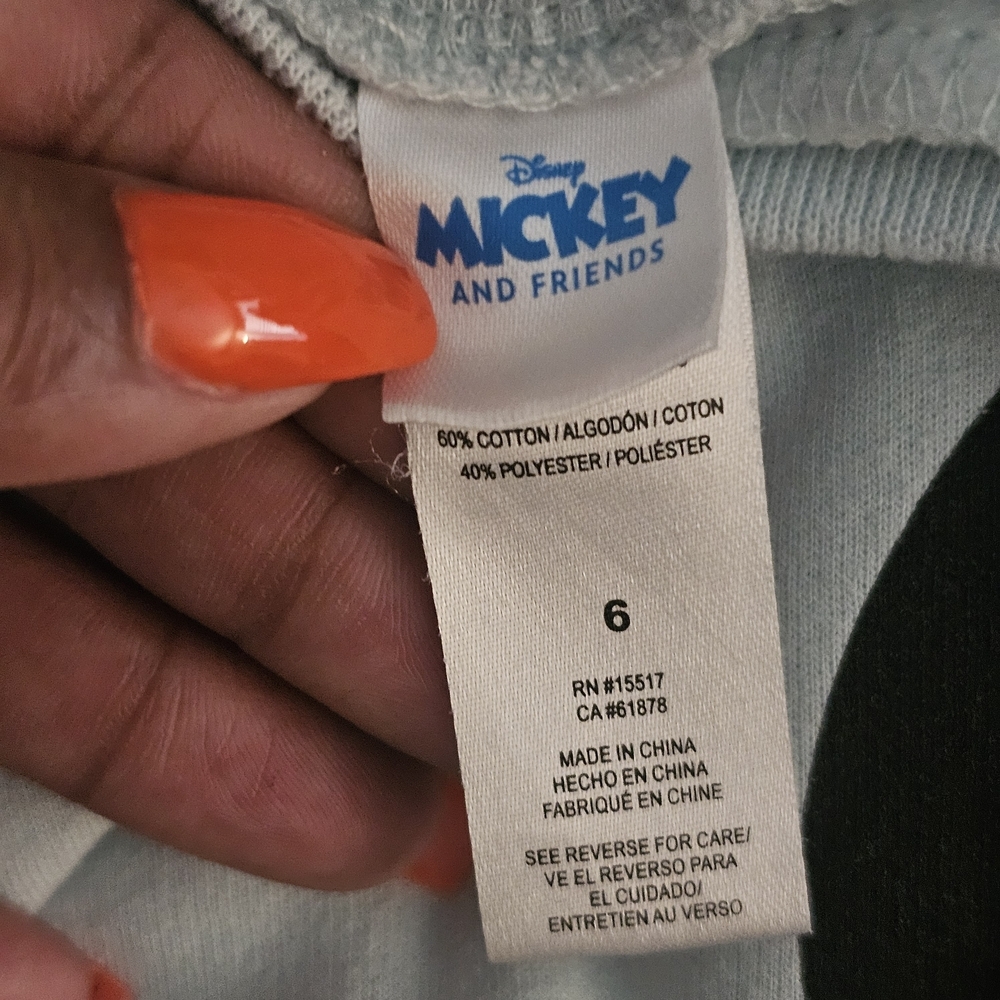 Disney
MICKEY
AND FRIENDS
60% COTTON / ALGODÓN / COTON
40% POLYESTER / POLIÉSTER
6
RN #15517
CA #61878
MADE IN CHINA
HECHO EN CHINA
FABRIQUÉ EN CHINE
SEE REVERSE FOR CARE/
VE EL REVERSO PARA
EL CUIDADO/
ENTRETIEN AU VERSO